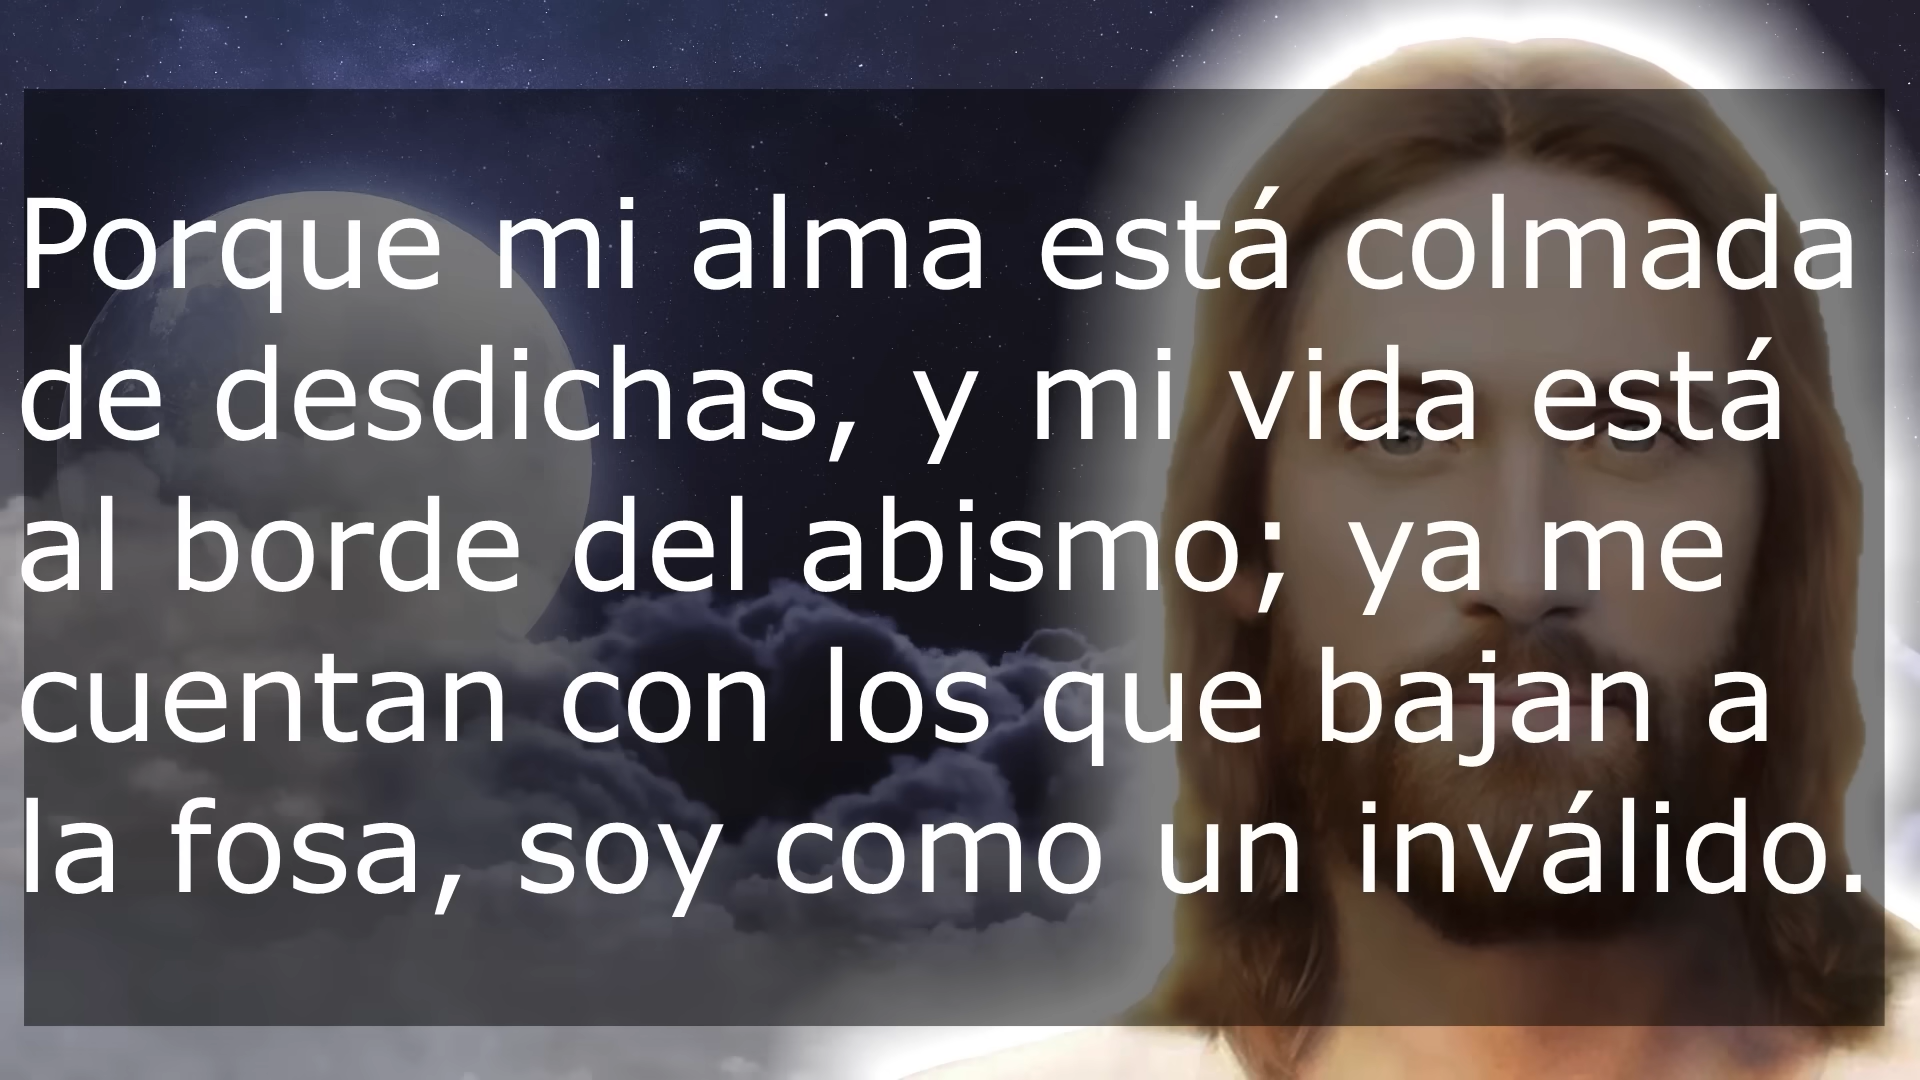 Porque mi alma está colmada
de desdichas, y mi vida está
al borde del abismo; ya me
cuentan con los que bajan a
la fosa, soy como un inválido.